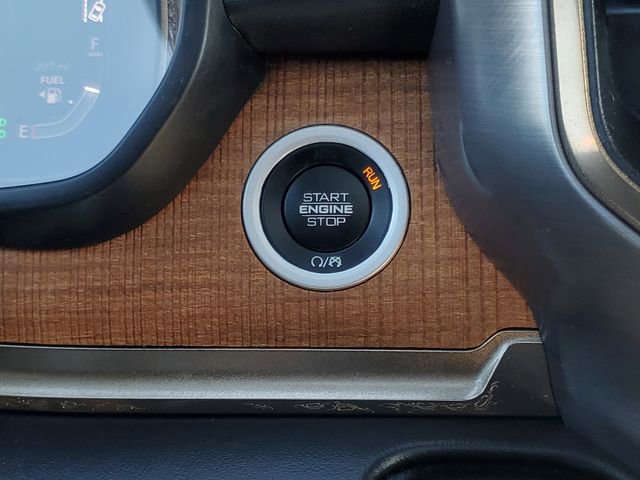 F
207 mi
FUEL
E
RUN
START
ENGINE
STOP